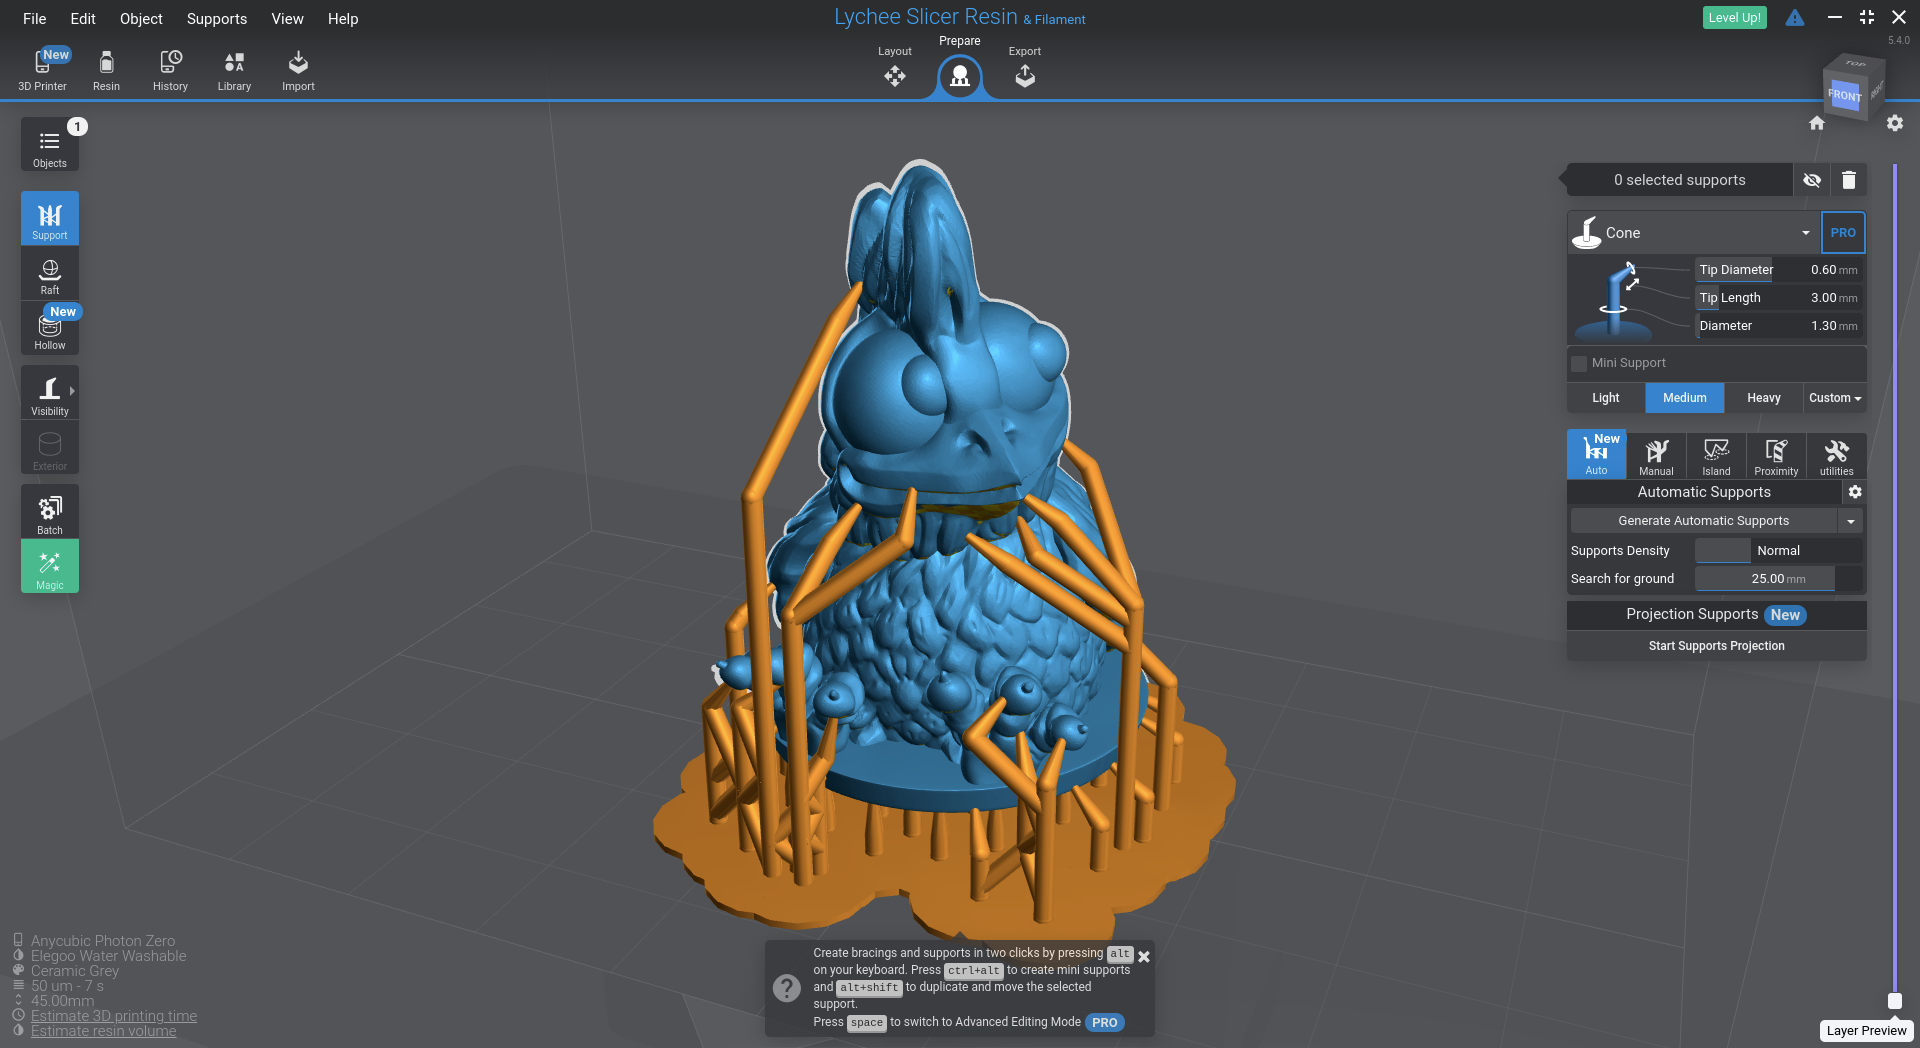 File Edit Object Supports View Help
Lychee Slicer Resin & Filament
Level Up!
5.4.0
New
3D Printer
Resin
History
Library
Import
Layout
Prepare
Export
TOP
FRONT
RIGHT
1
Objects
Support
Raft
New
Hollow
Visibility
Exterior
Batch
Magic
0 selected supports
Cone
PRO
Tip Diameter 0.60 mm
Tip Length 3.00 mm
Diameter 1.30 mm
Mini Support
Light Medium Heavy Custom
New
Auto Manual Island Proximity utilities
Automatic Supports
Generate Automatic Supports
Supports Density Normal
Search for ground 25.00 mm
Projection Supports New
Start Supports Projection
Anycubic Photon Zero
Elegoo Water Washable
Ceramic Grey
50 um - 7 s
45.00mm
Estimate 3D printing time
Estimate resin volume
Create bracings and supports in two clicks by pressing alt
on your keyboard. Press ctrl+alt to create mini supports
and alt+shift to duplicate and move the selected
support.
Press space to switch to Advanced Editing Mode PRO
Layer Preview